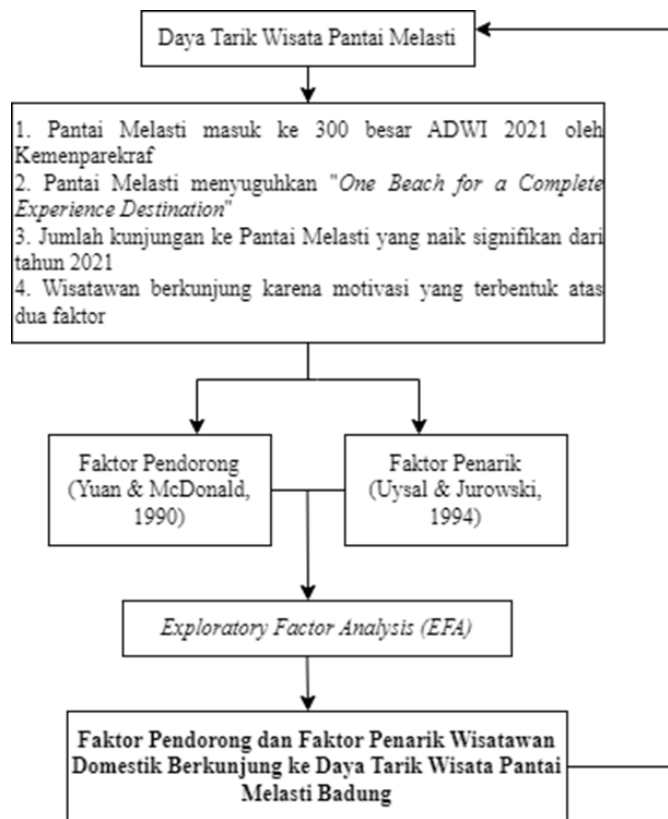 Daya Tarik Wisata Pantai Melasti
1. Pantai Melasti masuk ke 300 besar ADWI 2021 oleh
Kemenparekraf
2. Pantai Melasti menyuguhkan "One Beach for a Complete
Experience Destination"
3. Jumlah kunjungan ke Pantai Melasti yang naik signifikan dari
tahun 2021
4. Wisatawan berkunjung karena motivasi yang terbentuk atas
dua faktor
Faktor Pendorong
(Yuan & McDonald,
1990)
Faktor Penarik
(Uysal & Jurowski,
1994)
Exploratory Factor Analysis (EFA)
Faktor Pendorong dan Faktor Penarik Wisatawan
Domestik Berkunjung ke Daya Tarik Wisata Pantai
Melasti Badung